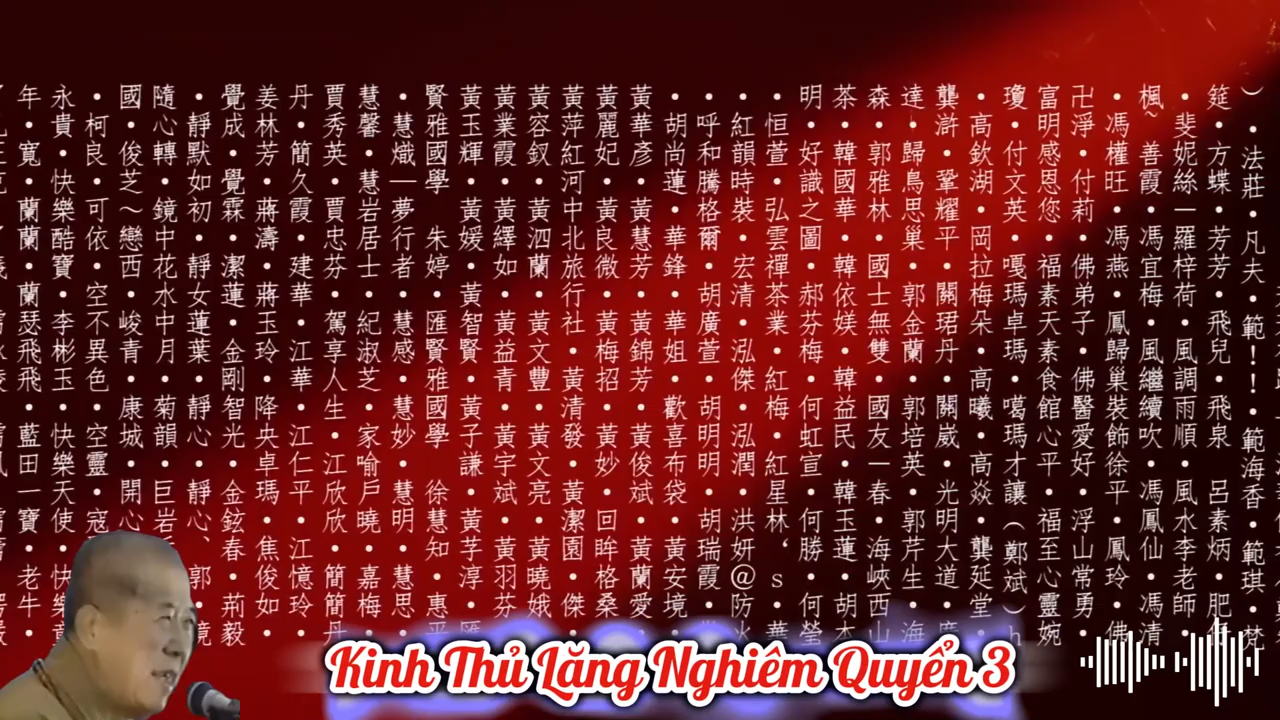 ）・法莊・凡夫・範！！・範海香・範琪・梵
筵・方蝶・芳芳・飛兒・飛泉　呂素炳・肥
・斐妮絲—羅梓荷・風調雨順・風水李老師・
楓~善霞・馮宜梅・風繼續吹・馮鳳仙・馮清
・馮權旺・馮燕・鳳歸巢裝飾徐平・鳳玲・佛
卍淨・付莉・佛弟子・佛醫愛好・浮山常勇・
富明感恩您・福素天素食館心平・福至心靈婉
瓊・付文英・嘎瑪卓瑪・噶瑪才讓（鄭斌）h
・高欽湖・岡拉梅朵・高曦・高焱・龔延堂・
龔滸・鞏耀平・關珺丹・關崴・光明大道・廣
達・歸鳥思巢・郭金蘭・郭培英・郭芹生・海
森・郭雅林・國士無雙・國友一春・海峽西山
茶・韓國華・韓依媄・韓益民・韓玉蓮・胡本
明・好識之圖・郝芬梅・何虹宣・何勝・何瑩
・恒萱・弘雲禪茶業・紅梅・紅星林，s・華
・紅韻時裝・宏清・泓傑・泓潤・洪妍@防火
・呼和騰格爾・胡廣萱・胡明明・胡瑞霞・
・胡尚蓮・華鋒・華姐・歡喜布袋・黃安境・
黃華彥・黃慧芳・黃錦芳・黃俊斌・黃蘭愛・
黃麗妃・黃良微・黃梅招・黃妙・回眸格桑・
黃萍紅河中北旅行社・黃清發・黃潔園・傑
黃容釵・黃泗蘭・黃文豐・黃文亮・黃曉娥・
黃業霞・黃繹如・黃益青・黃宇斌・黃羽芬
黃玉輝・黃媛・黃智賢・黃子謙・黃芓淳・匯
賢雅國學　朱婷・匯賢雅國學　徐慧知・惠平
・慧熾—夢行者・慧感・慧妙・慧明・慧思・
慧馨・慧岩居士・紀淑芝・家喻戶曉・嘉梅・
賈秀英・賈忠芬・駕享人生・江欣欣・簡簡丹
丹・簡久霞・建華・江華・江仁平・江憶玲・
姜林芳・蔣濤・蔣玉玲・降央卓瑪・焦俊如・
覺成・覺霖・潔蓮・金剛智光・金鉉春・荊毅
・靜默如初・靜女蓮葉・靜心・靜心、郭・境
隨心轉・鏡中花水中月・菊韻・巨岩
國・俊芝～戀西・峻青・康城・開心
・柯良・可依・空不異色・空靈・寇
永貴・快樂酷寶・李彬玉・快樂天使・快樂
年・寬・蘭蘭・蘭瑟飛飛・藍田一寶・老牛・
Kinh Thủ Lăng Nghiêm Quyển 3